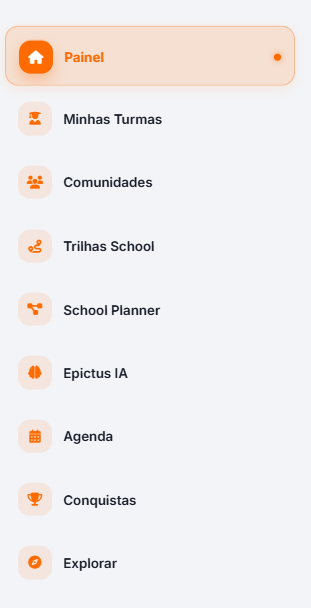 Painel
Minhas Turmas
Comunidades
Trilhas School
School Planner
Epictus IA
Agenda
Conquistas
Explorar